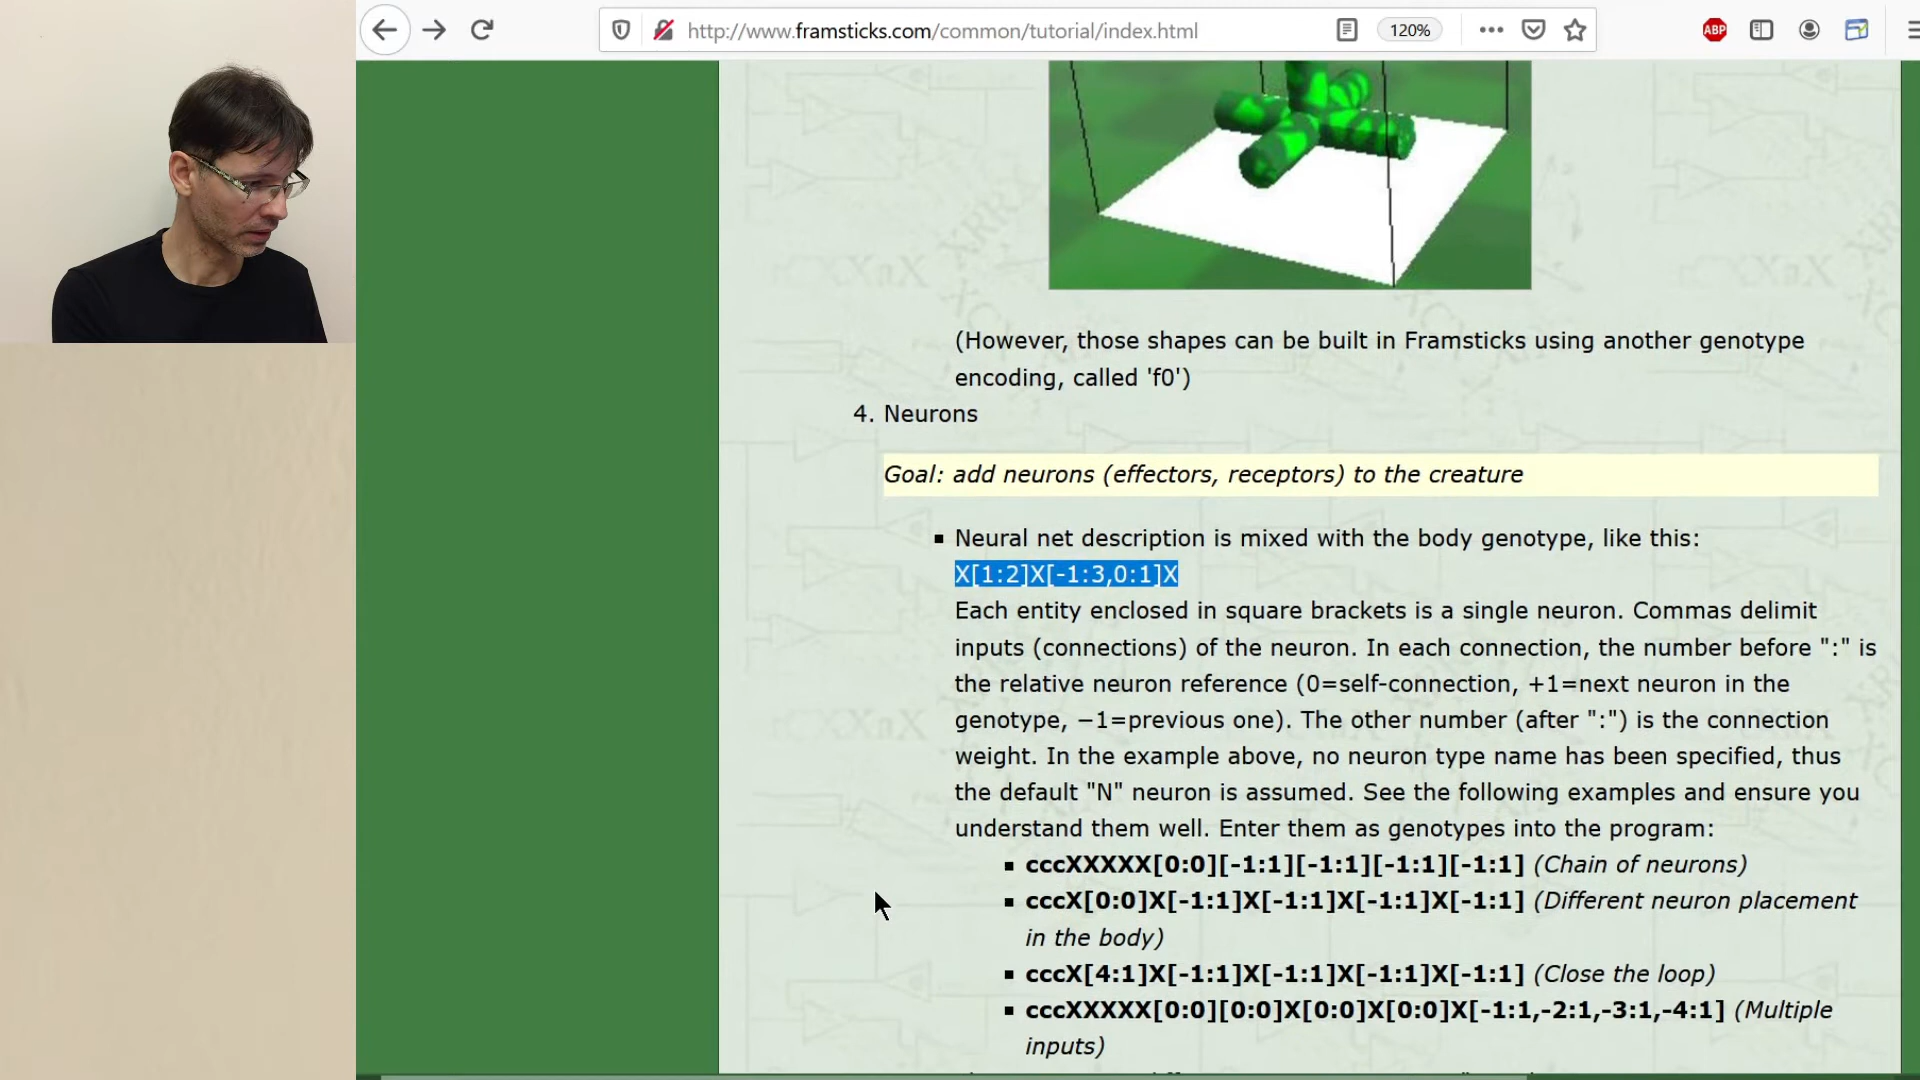 http://www.framsticks.com/common/tutorial/index.html
120%
ABP
(However, those shapes can be built in Framsticks using another genotype
encoding, called 'f0')
4. Neurons
Goal: add neurons (effectors, receptors) to the creature
Neural net description is mixed with the body genotype, like this:
X[1:2]X[-1:3,0:1]X
Each entity enclosed in square brackets is a single neuron. Commas delimit
inputs (connections) of the neuron. In each connection, the number before ":" is
the relative neuron reference (0=self-connection, +1=next neuron in the
genotype, −1=previous one). The other number (after ":") is the connection
weight. In the example above, no neuron type name has been specified, thus
the default "N" neuron is assumed. See the following examples and ensure you
understand them well. Enter them as genotypes into the program:
cccXXXXX[0:0][-1:1][-1:1][-1:1][-1:1] (Chain of neurons)
cccX[0:0]X[-1:1]X[-1:1]X[-1:1]X[-1:1] (Different neuron placement
in the body)
cccX[4:1]X[-1:1]X[-1:1]X[-1:1]X[-1:1] (Close the loop)
cccXXXXX[0:0][0:0]X[0:0]X[0:0]X[-1:1,-2:1,-3:1,-4:1] (Multiple
inputs)